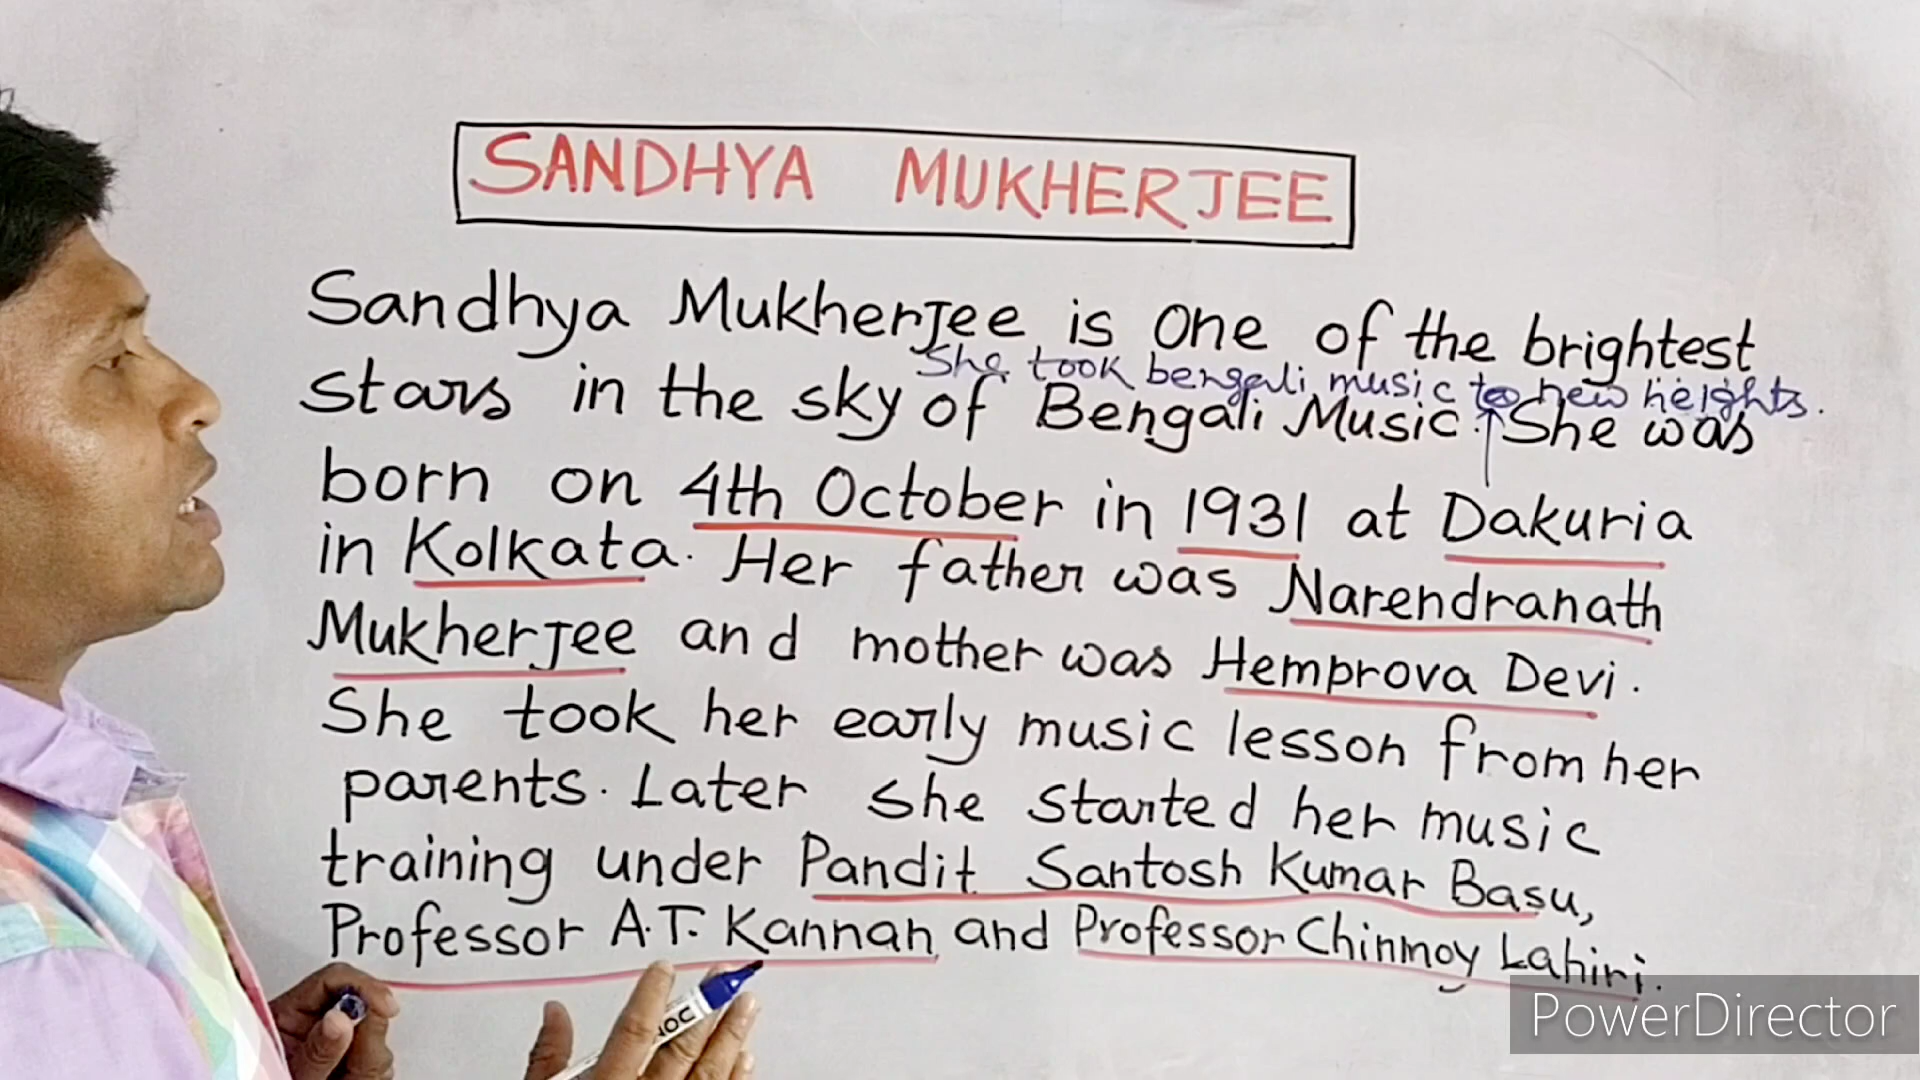 SANDHYA MUKHERJEE
Sandhya Mukherjee is one of the brightest
She took bengali music to new heights.
stars in the sky of Bengali Music. She was
born on 4th October in 1931 at Dakuria
in Kolkata. Her father was Narendranath
Mukherjee and mother was Hemprova Devi.
She took her early music lesson from her
parents. Later she started her music
training under Pandit Santosh Kumar Basu,
Professor A.T. Kannan and Professor Chinmoy Lahiri.
DOC
PowerDirector